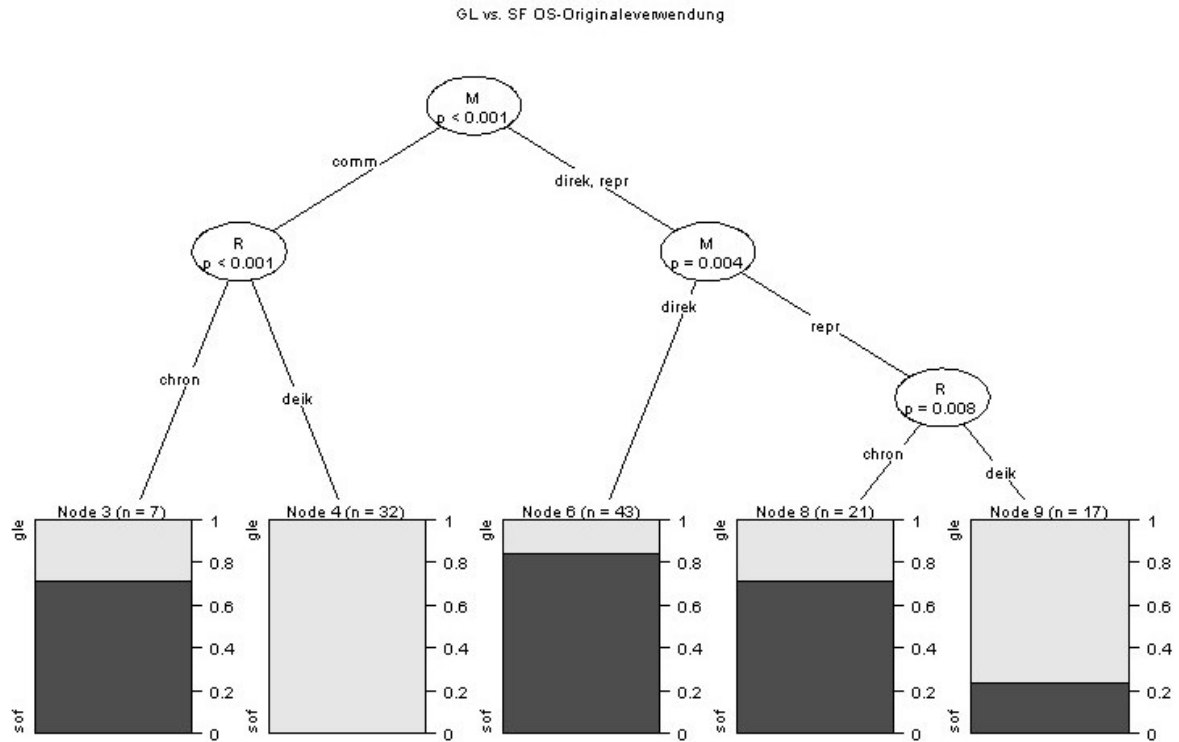 GL vs. SF OS-Originaleverwendung
M
p < 0.001
comm
direk, repr
R
p < 0.001
M
p = 0.004
direk
repr
chron
deik
R
p = 0.008
chron
deik
Node 3 (n = 7)
Node 4 (n = 32)
Node 6 (n = 43)
Node 8 (n = 21)
Node 9 (n = 17)
gle
sof
1
0.8
0.6
0.4
0.2
0
gle
sof
1
0.8
0.6
0.4
0.2
0
gle
sof
1
0.8
0.6
0.4
0.2
0
gle
sof
1
0.8
0.6
0.4
0.2
0
gle
sof
1
0.8
0.6
0.4
0.2
0